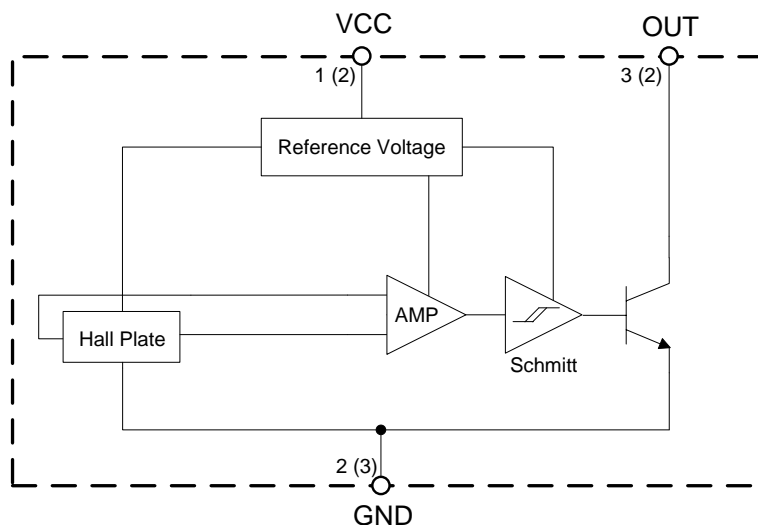 VCC
OUT
1 (2)
3 (2)
Reference Voltage
AMP
Hall Plate
Schmitt
2 (3)
GND